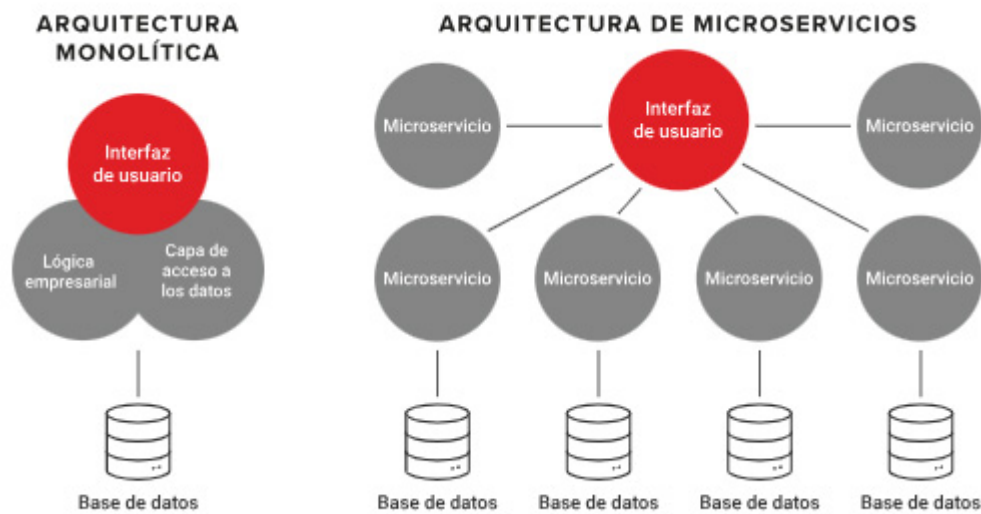 ARQUITECTURA
MONOLÍTICA
Interfaz
de usuario
Lógica
empresarial
Capa de
acceso a
los datos
Base de datos
ARQUITECTURA DE MICROSERVICIOS
Microservicio
Interfaz
de usuario
Microservicio
Microservicio
Microservicio
Microservicio
Microservicio
Base de datos
Base de datos
Base de datos
Base de datos